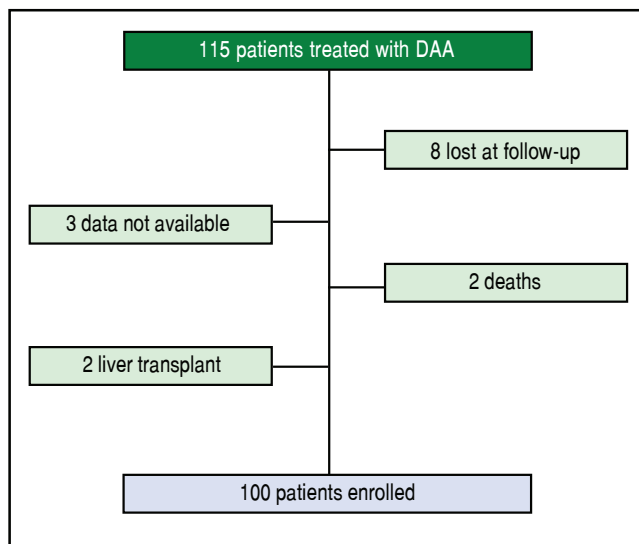 115 patients treated with DAA
8 lost at follow-up
3 data not available
2 deaths
2 liver transplant
100 patients enrolled